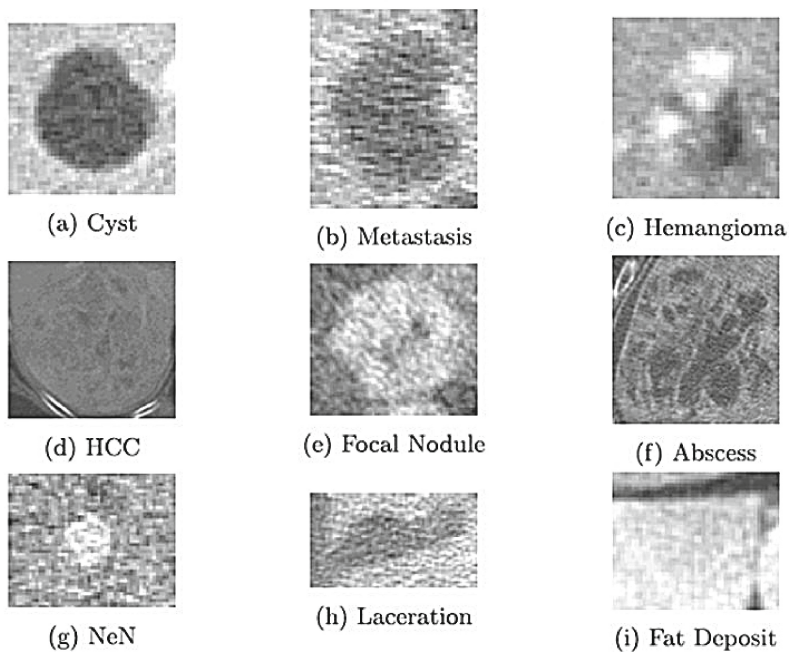 (a) Cyst
(b) Metastasis
(c) Hemangioma
(d) HCC
(e) Focal Nodule
(f) Abscess
(g) NeN
(h) Laceration
(i) Fat Deposit